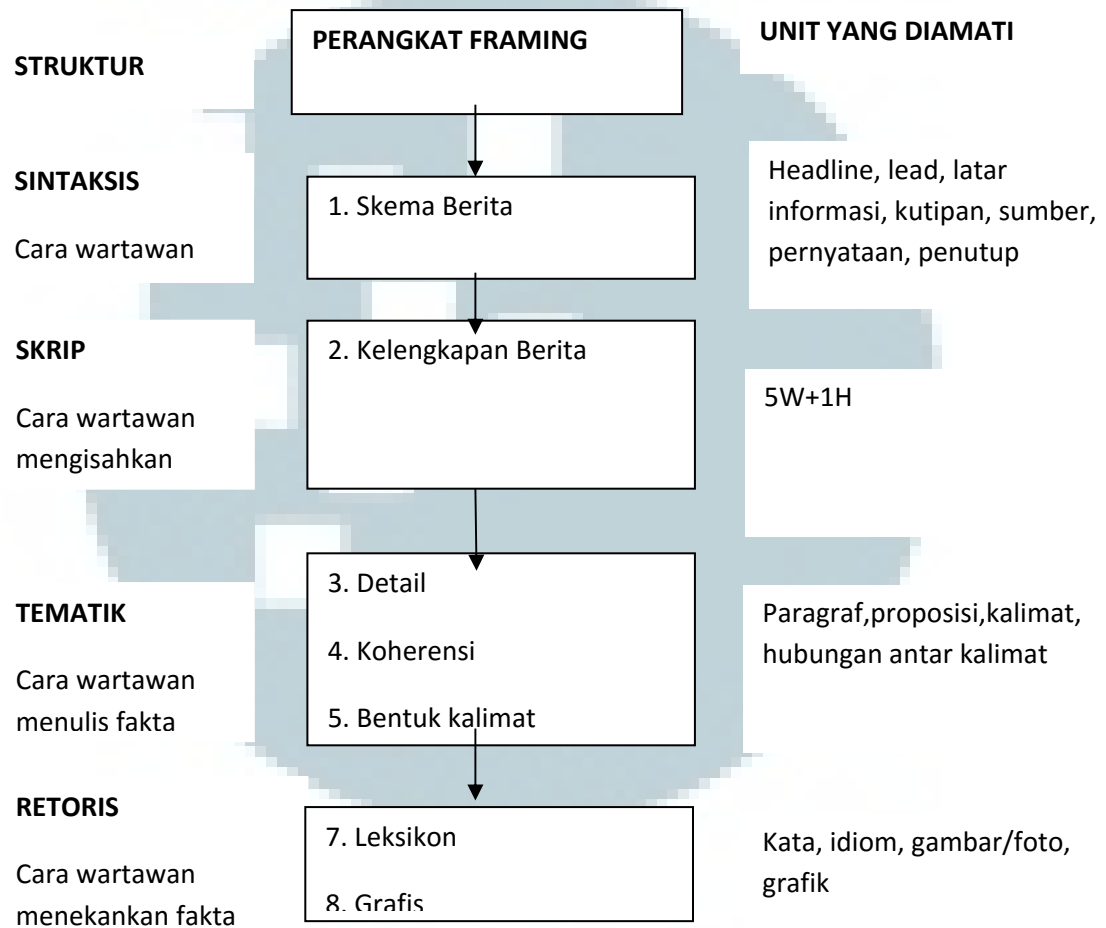 STRUKTUR
PERANGKAT FRAMING
UNIT YANG DIAMATI
SINTAKSIS
Cara wartawan
1. Skema Berita
Headline, lead, latar
informasi, kutipan, sumber,
pernyataan, penutup
SKRIP
Cara wartawan
mengisahkan
2. Kelengkapan Berita
5W+1H
TEMATIK
Cara wartawan
menulis fakta
3. Detail
4. Koherensi
5. Bentuk kalimat
Paragraf,proposisi,kalimat,
hubungan antar kalimat
RETORIS
Cara wartawan
menekankan fakta
7. Leksikon
8. Grafis
Kata, idiom, gambar/foto,
grafik